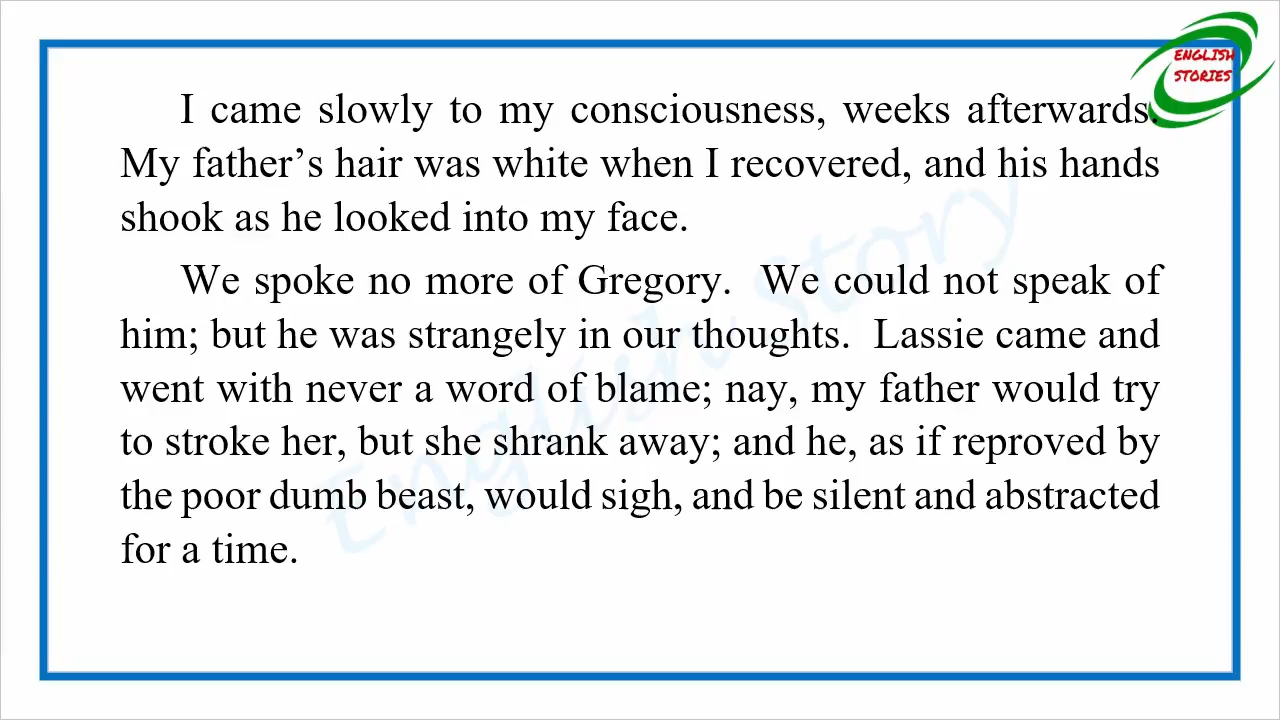 ENGLISH
STORIES
I came slowly to my consciousness, weeks afterwards.
My father’s hair was white when I recovered, and his hands
shook as he looked into my face.
We spoke no more of Gregory.  We could not speak of
him; but he was strangely in our thoughts.  Lassie came and
went with never a word of blame; nay, my father would try
to stroke her, but she shrank away; and he, as if reproved by
the poor dumb beast, would sigh, and be silent and abstracted
for a time.
English Story